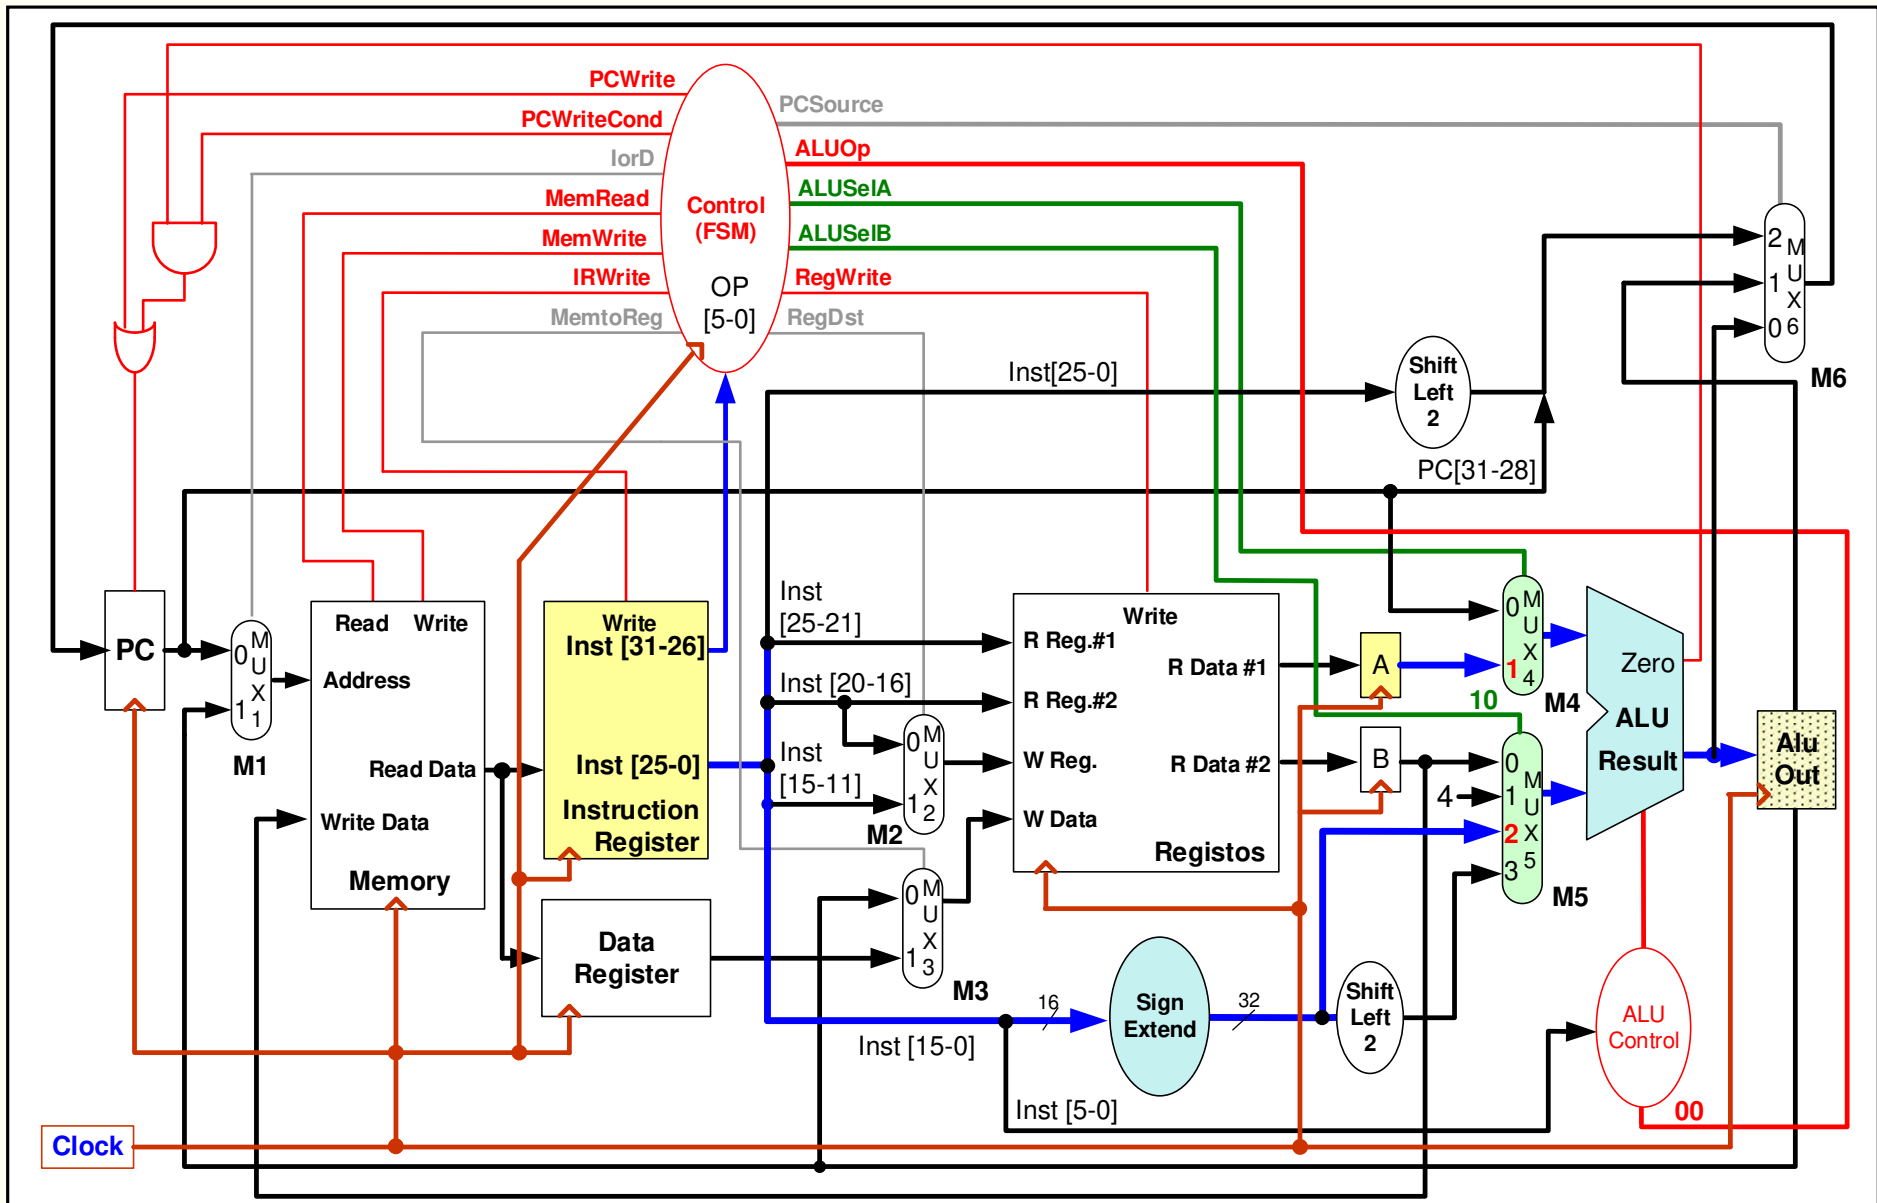 PCWrite
PCWriteCond
IorD
MemRead
MemWrite
IRWrite
MemtoReg
Control
(FSM)
OP
[5-0]
PCSource
ALUOp
ALUSelA
ALUSelB
RegWrite
RegDst
Inst[25-0]
Shift
Left
2
PC[31-28]
2
1
0
M
U
X
6
M6
PC
0
1
M
U
X
1
M1
Read
Write
Address
Read Data
Write Data
Memory
Write
Inst [31-26]
Inst [25-0]
Instruction
Register
Data
Register
Inst
[25-21]
Inst [20-16]
Inst
[15-11]
0
1
M
U
X
2
M2
0
1
M
U
X
3
M3
Write
R Reg.#1
R Reg.#2
W Reg.
W Data
R Data #1
R Data #2
Registos
A
B
0
1
M
U
X
4
M4
10
4
0
1
2
3
M
U
X
5
M5
Zero
ALU
Result
Alu
Out
16
Sign
Extend
32
Shift
Left
2
Inst [15-0]
Inst [5-0]
ALU
Control
00
Clock